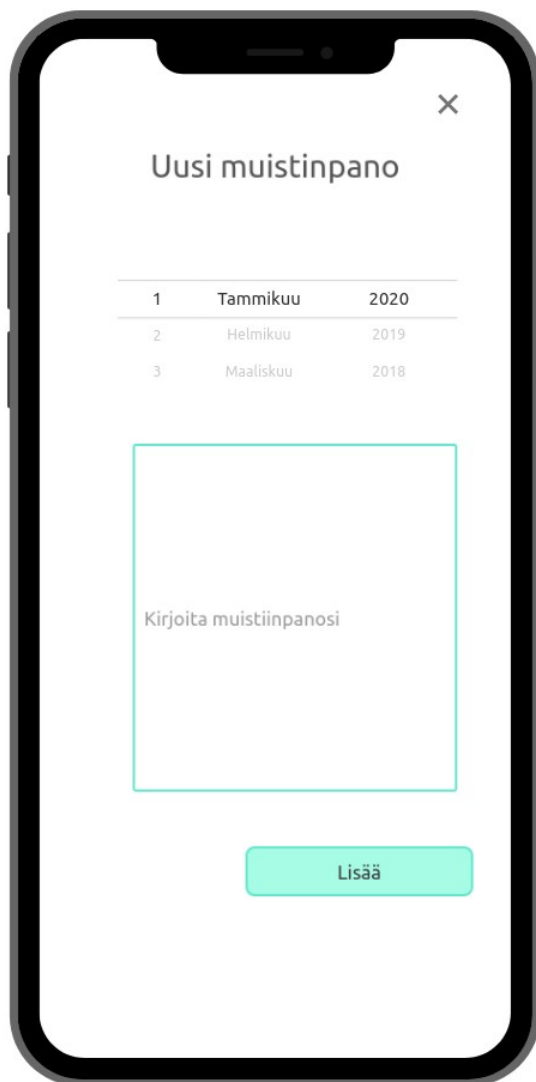 Uusi muistinpano
1 Tammikuu 2020
2 Helmikuu 2019
3 Maaliskuu 2018
Kirjoita muistiinpanosi
Lisää